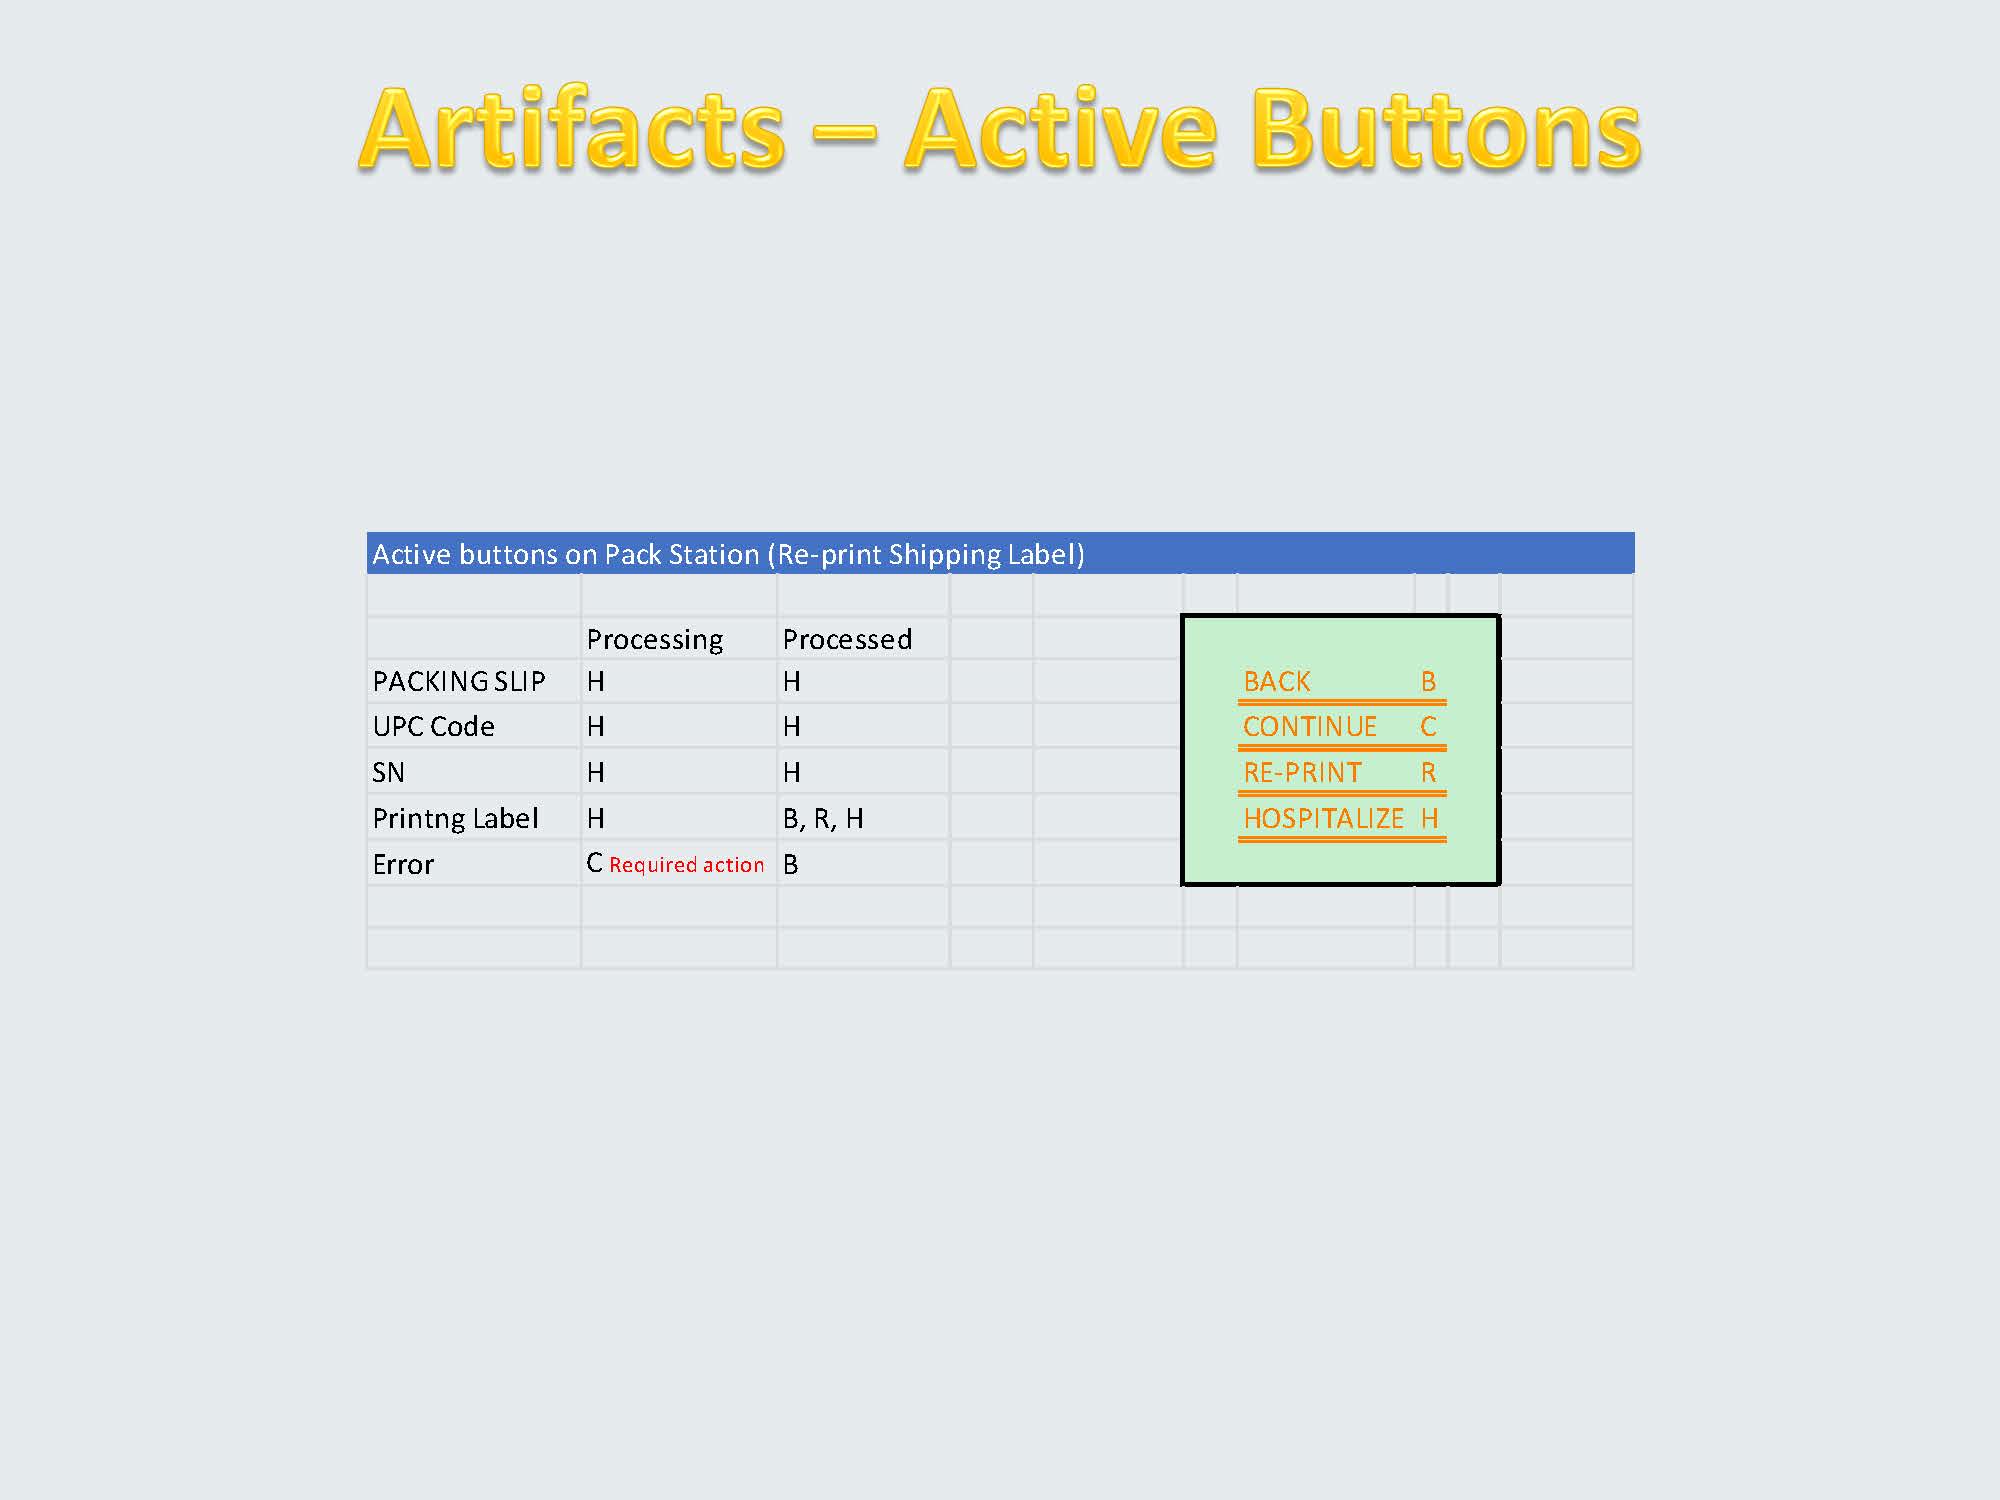 Artifacts – Active Buttons
Active buttons on Pack Station (Re-print Shipping Label)
Processing Processed
PACKING SLIP H H BACK B
UPC Code H H CONTINUE C
SN H H RE-PRINT R
Printng Label H B, R, H HOSPITALIZE H
Error C Required action B